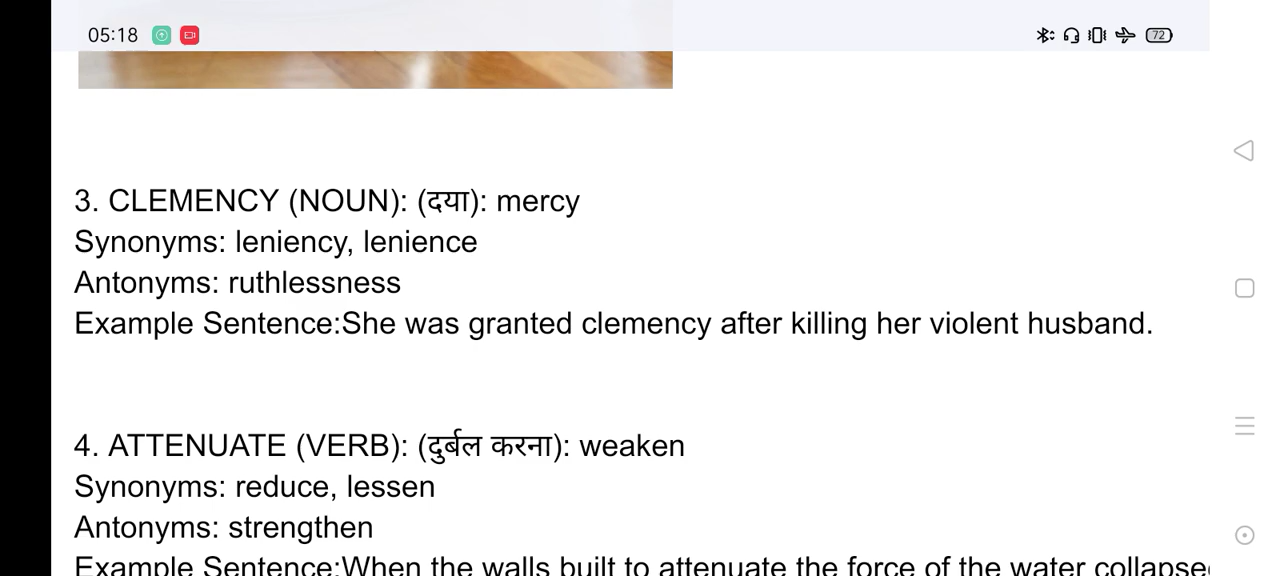 05:18
72
3. CLEMENCY (NOUN): (दया): mercy
Synonyms: leniency, lenience
Antonyms: ruthlessness
Example Sentence:She was granted clemency after killing her violent husband.
4. ATTENUATE (VERB): (दुर्बल करना): weaken
Synonyms: reduce, lessen
Antonyms: strengthen
Example Sentence:When the walls built to attenuate the force of the water